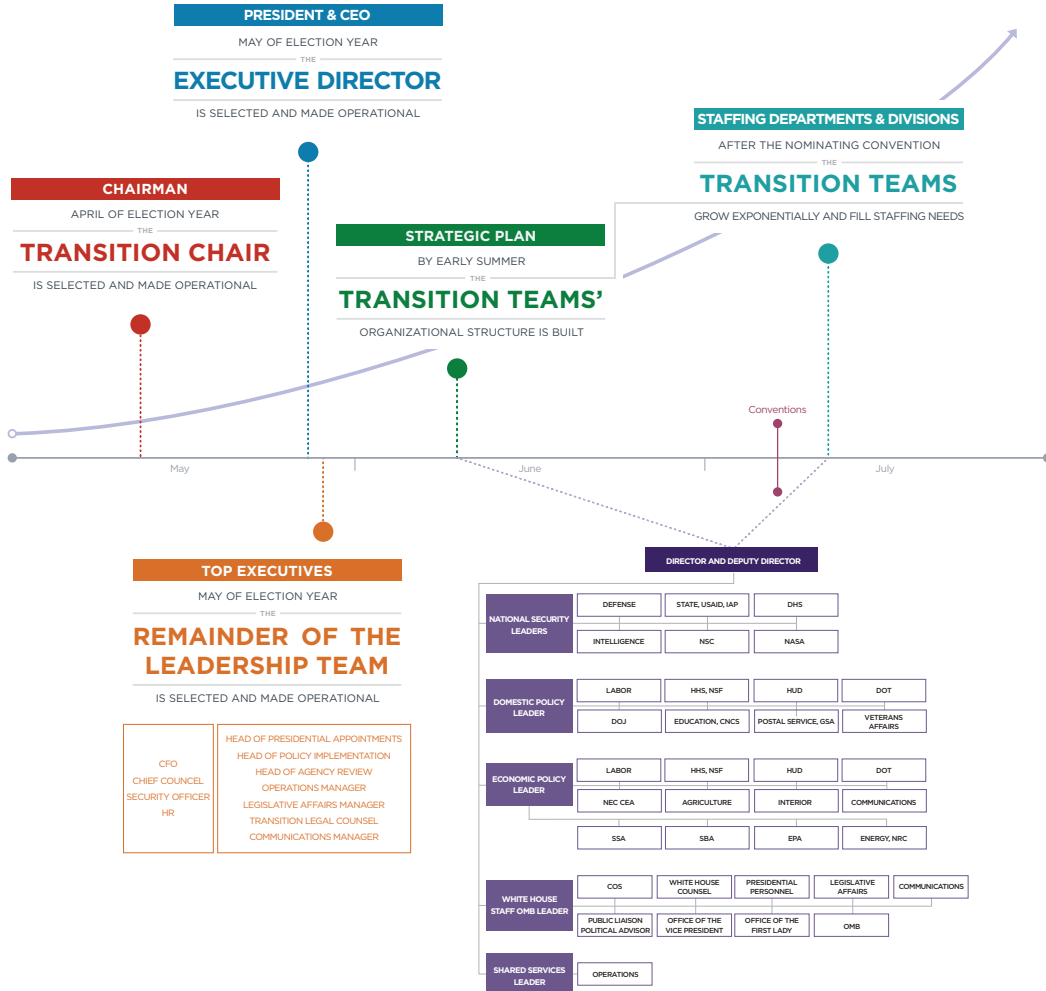 PRESIDENT & CEO
MAY OF ELECTION YEAR
THE
EXECUTIVE DIRECTOR
IS SELECTED AND MADE OPERATIONAL
STAFFING DEPARTMENTS & DIVISIONS
AFTER THE NOMINATING CONVENTION
THE
TRANSITION TEAMS
GROW EXPONENTIALLY AND FILL STAFFING NEEDS
CHAIRMAN
APRIL OF ELECTION YEAR
THE
TRANSITION CHAIR
IS SELECTED AND MADE OPERATIONAL
STRATEGIC PLAN
BY EARLY SUMMER
THE
TRANSITION TEAMS’
ORGANIZATIONAL STRUCTURE IS BUILT
Conventions
May
June
July
TOP EXECUTIVES
MAY OF ELECTION YEAR
THE
REMAINDER OF THE
LEADERSHIP TEAM
IS SELECTED AND MADE OPERATIONAL
CFO
CHIEF COUNCEL
SECURITY OFFICER
HR
HEAD OF PRESIDENTIAL APPOINTMENTS
HEAD OF POLICY IMPLEMENTATION
HEAD OF AGENCY REVIEW
OPERATIONS MANAGER
LEGISLATIVE AFFAIRS MANAGER
TRANSITION LEGAL COUNSEL
COMMUNICATIONS MANAGER
DIRECTOR AND DEPUTY DIRECTOR
NATIONAL SECURITY
LEADERS
DEFENSE
STATE, USAID, IAP
DHS
INTELLIGENCE
NSC
NASA
DOMESTIC POLICY
LEADER
LABOR
HHS, NSF
HUD
DOT
DOJ
EDUCATION, CNCS
POSTAL SERVICE, GSA
VETERANS
AFFAIRS
ECONOMIC POLICY
LEADER
LABOR
HHS, NSF
HUD
DOT
NEC CEA
AGRICULTURE
INTERIOR
COMMUNICATIONS
SSA
SBA
EPA
ENERGY, NRC
WHITE HOUSE
STAFF OMB LEADER
COS
WHITE HOUSE
COUNSEL
PRESIDENTIAL
PERSONNEL
LEGISLATIVE
AFFAIRS
COMMUNICATIONS
PUBLIC LIAISON
POLITICAL ADVISOR
OFFICE OF THE
VICE PRESIDENT
OFFICE OF THE
FIRST LADY
OMB
SHARED SERVICES
LEADER
OPERATIONS